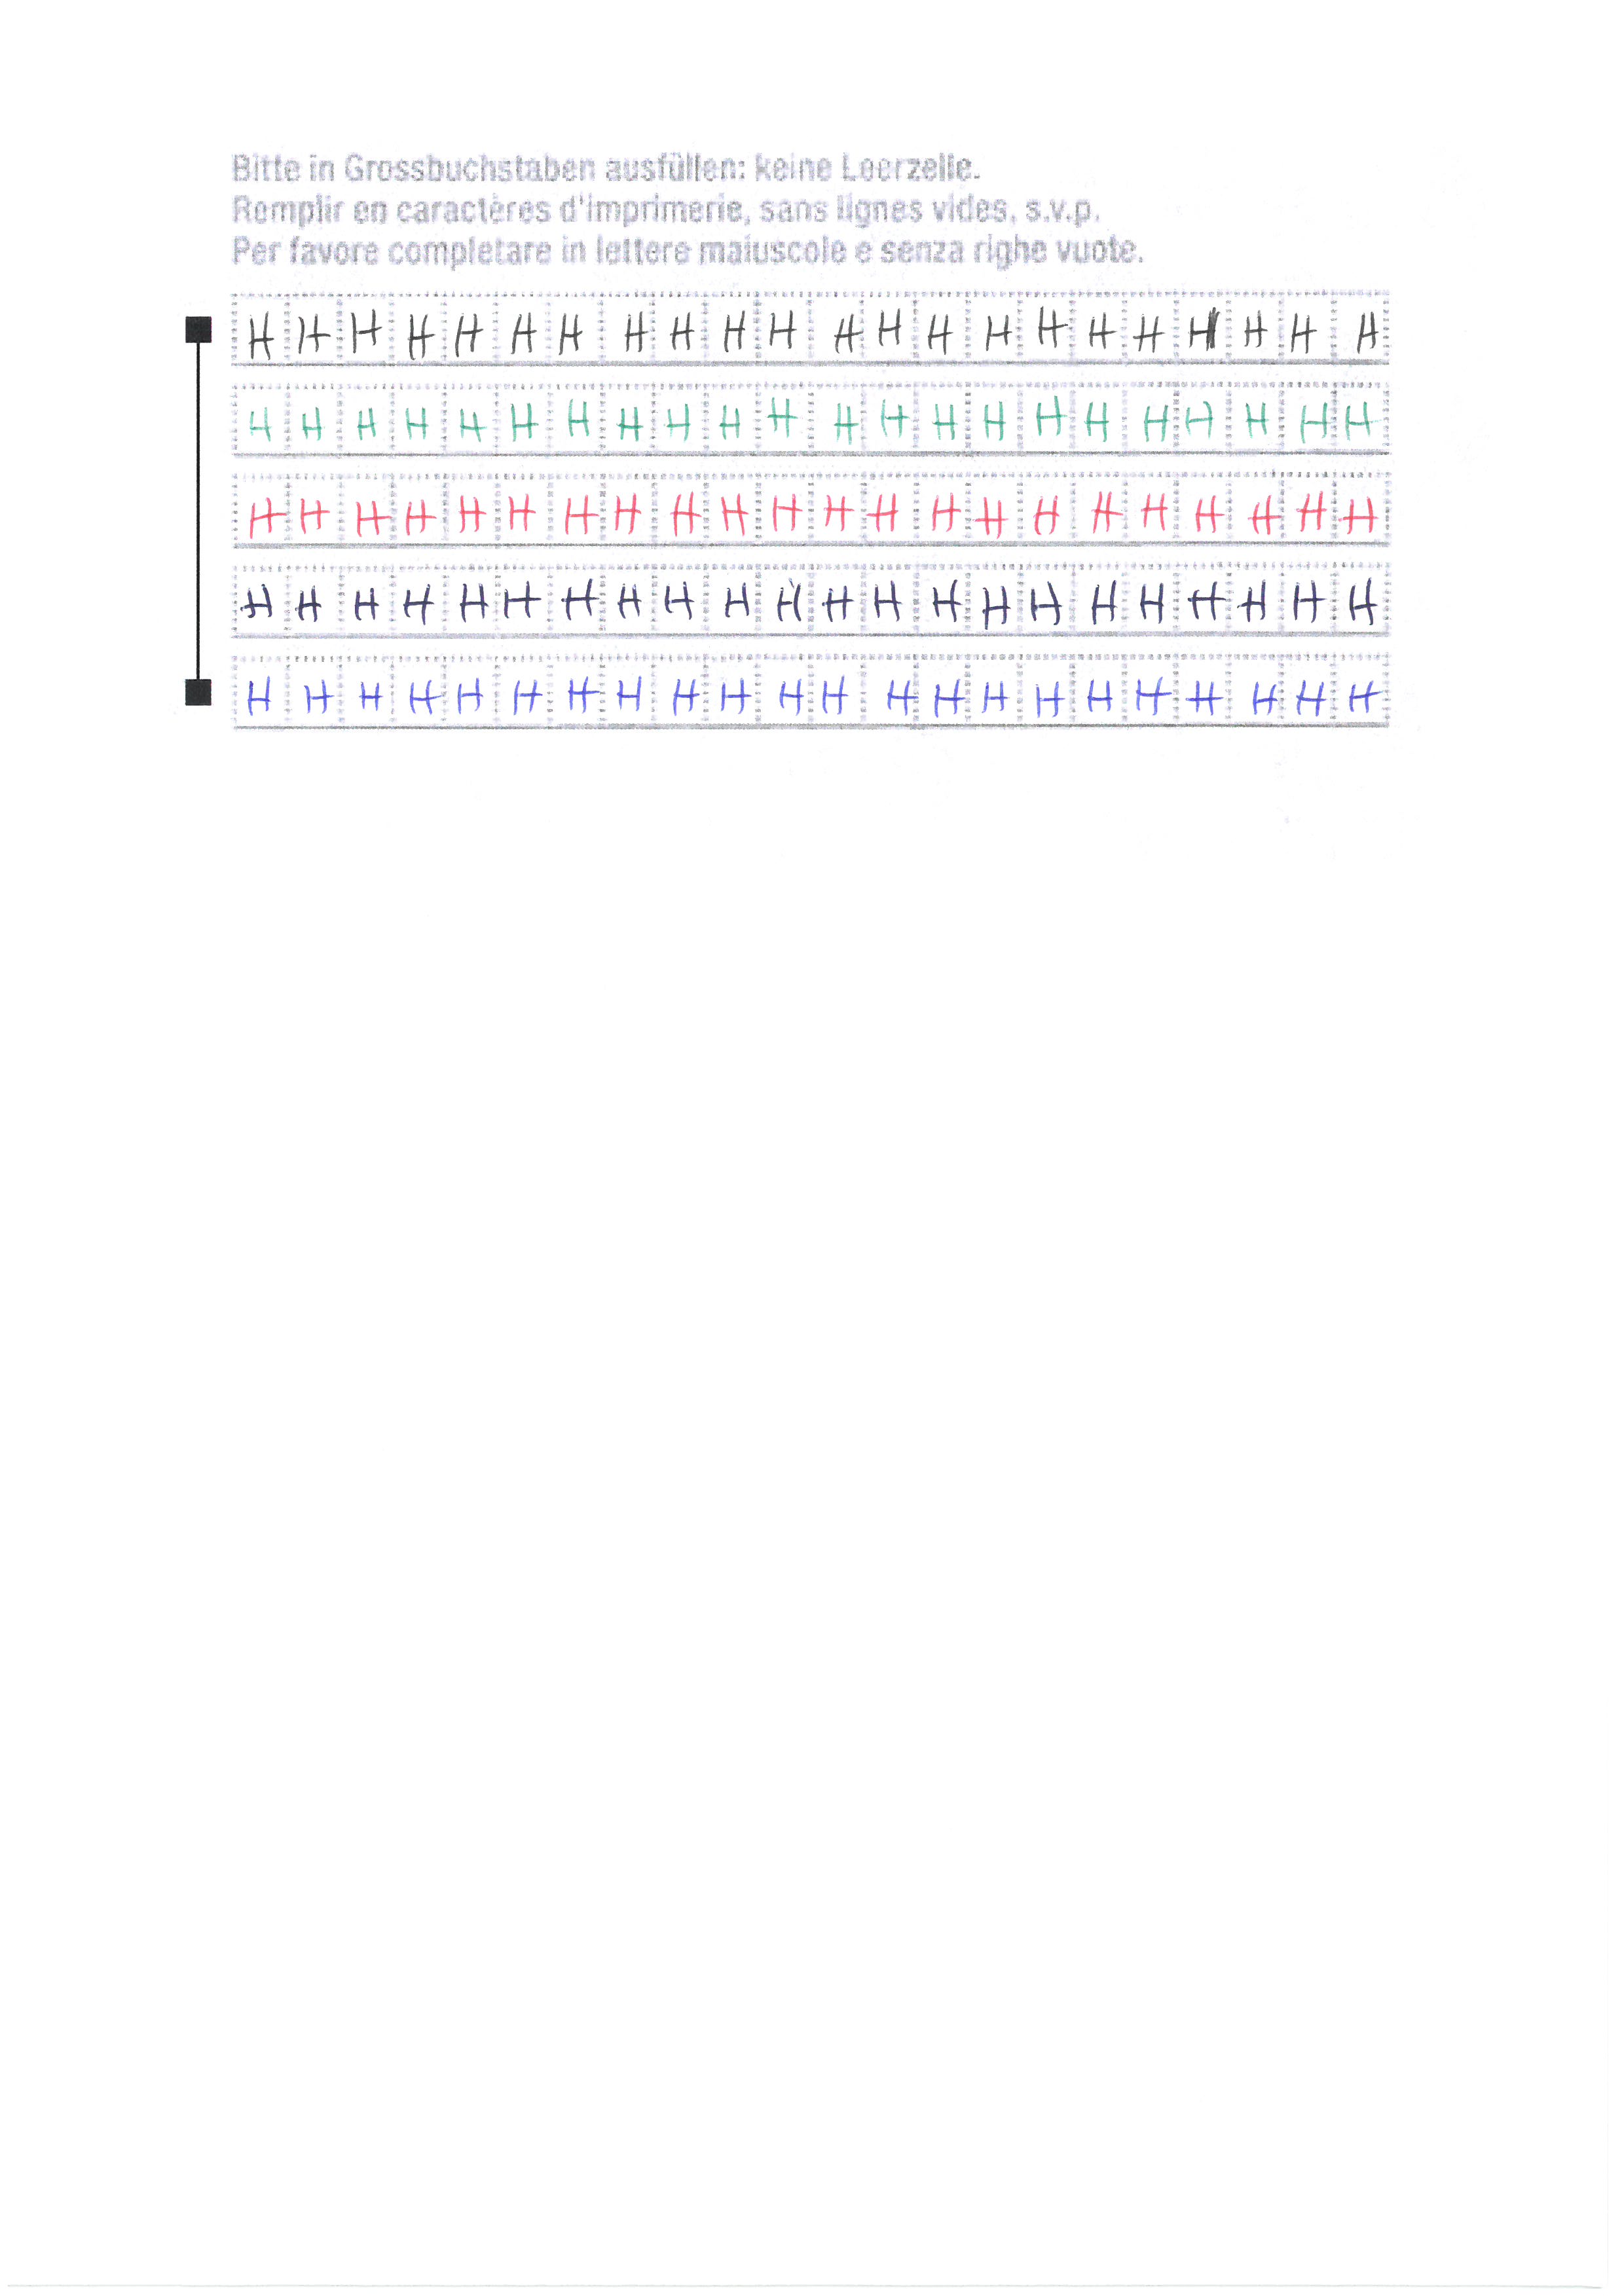 Bitte in Grossbuchstaben ausfüllen: keine Leerzeile.
Remplir en caractères d'imprimerie, sans lignes vides, s.v.p.
Per favore completare in lettere maiuscole e senza righe vuote.
H H H H H H H H H H H H H H H H H H H H H H
H H H H H H H H H H H H H H H H H H H H H H
H H H H H H H H H H H H H H H H H H H H H H
H H H H H H H H H H H H H H H H H H H H H H
H H H H H H H H H H H H H H H H H H H H H H